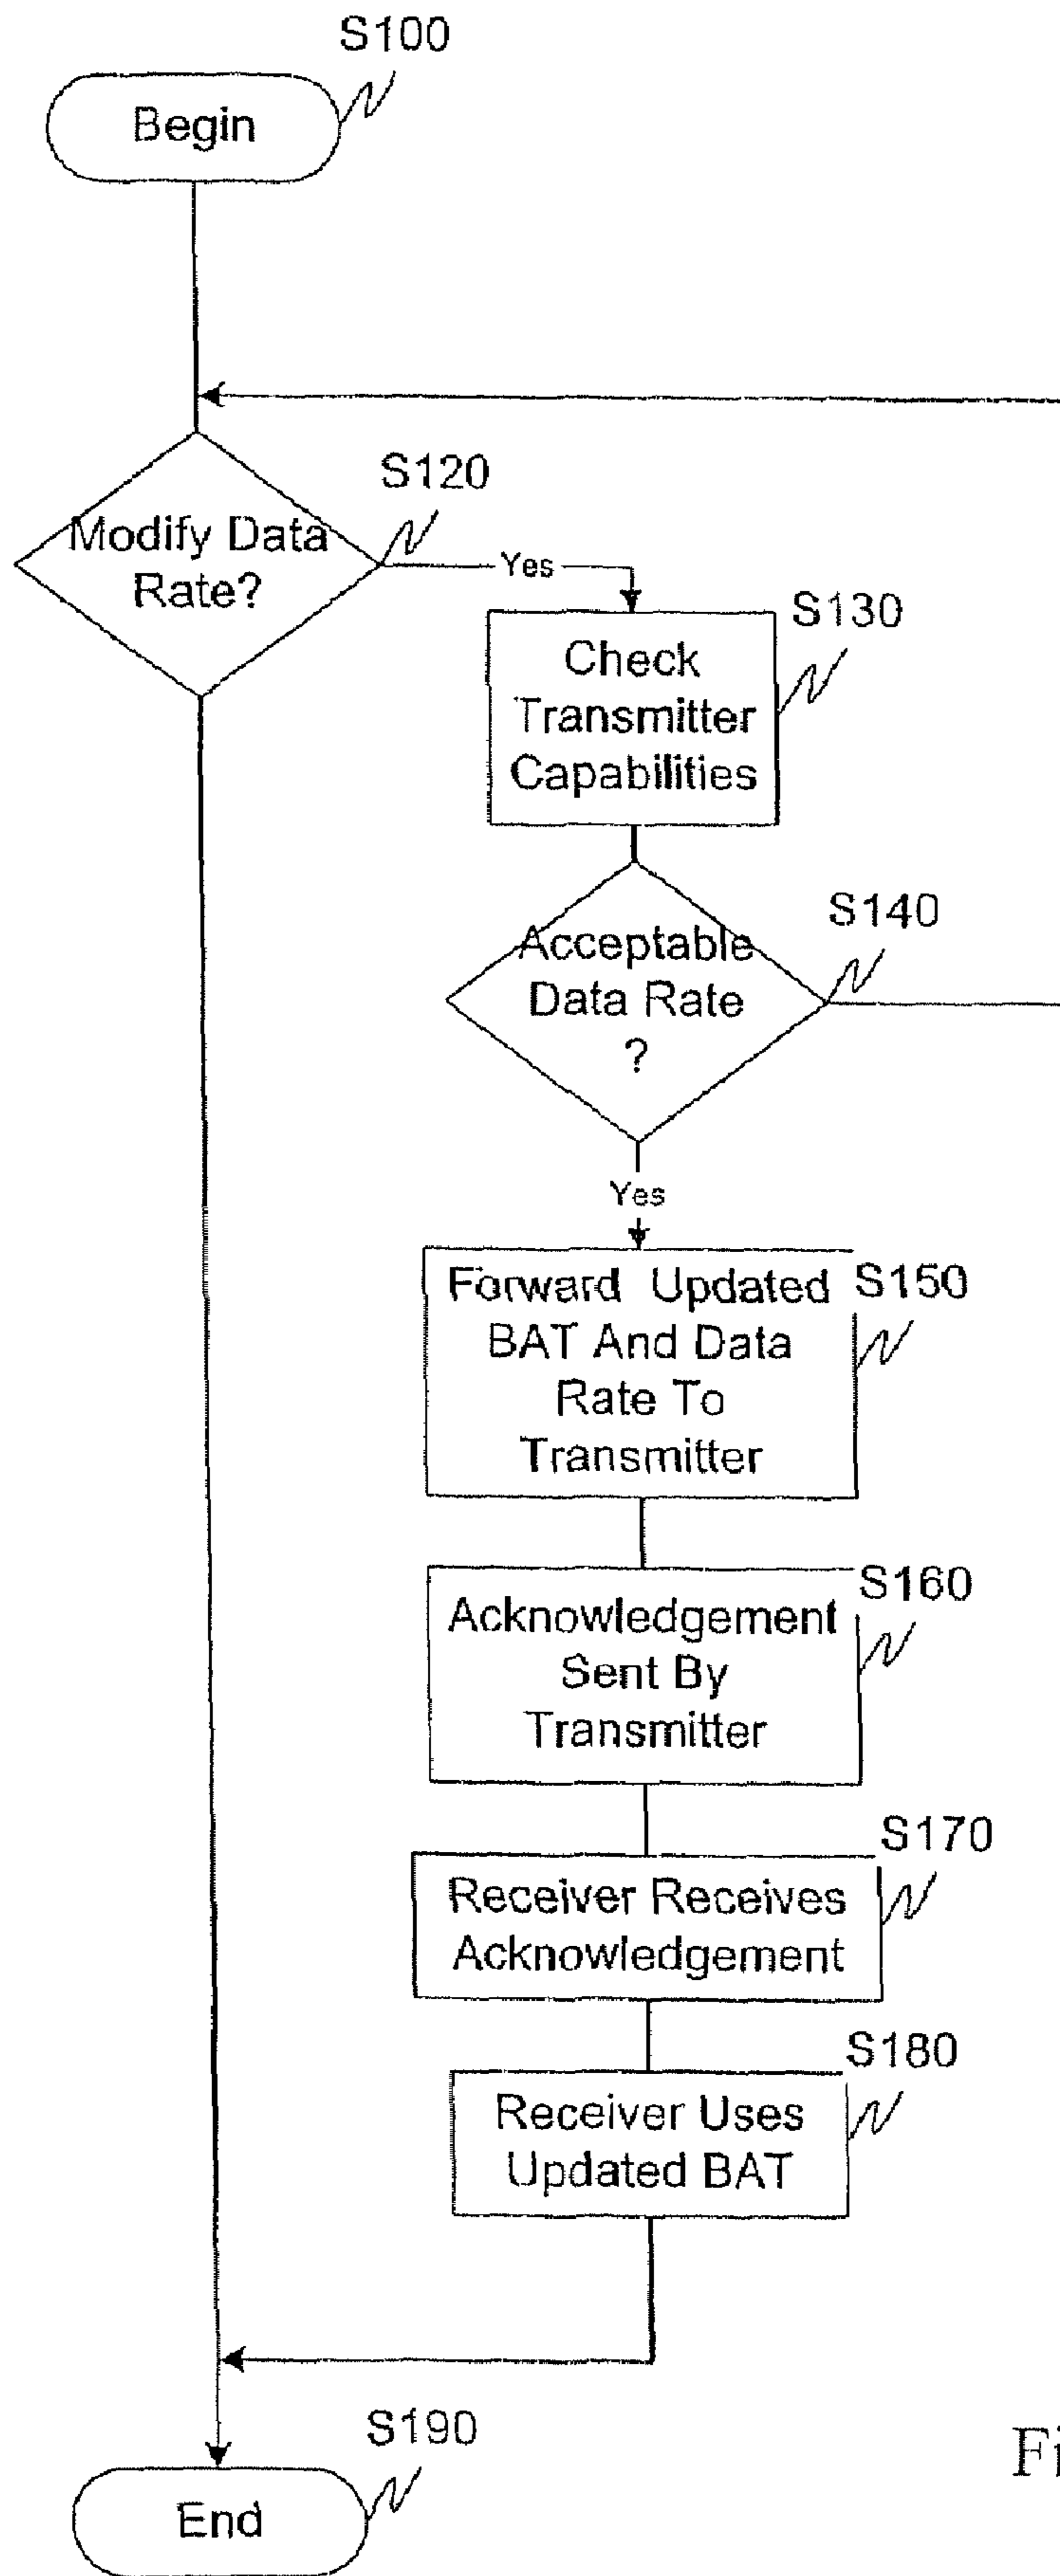 S100
Begin
S120
Modify Data
Rate?
Yes
S130
Check
Transmitter
Capabilities
S140
Acceptable
Data Rate
?
Yes
S150
Forward Updated
BAT And Data
Rate To
Transmitter
S160
Acknowledgement
Sent By
Transmitter
S170
Receiver Receives
Acknowledgement
S180
Receiver Uses
Updated BAT
S190
End